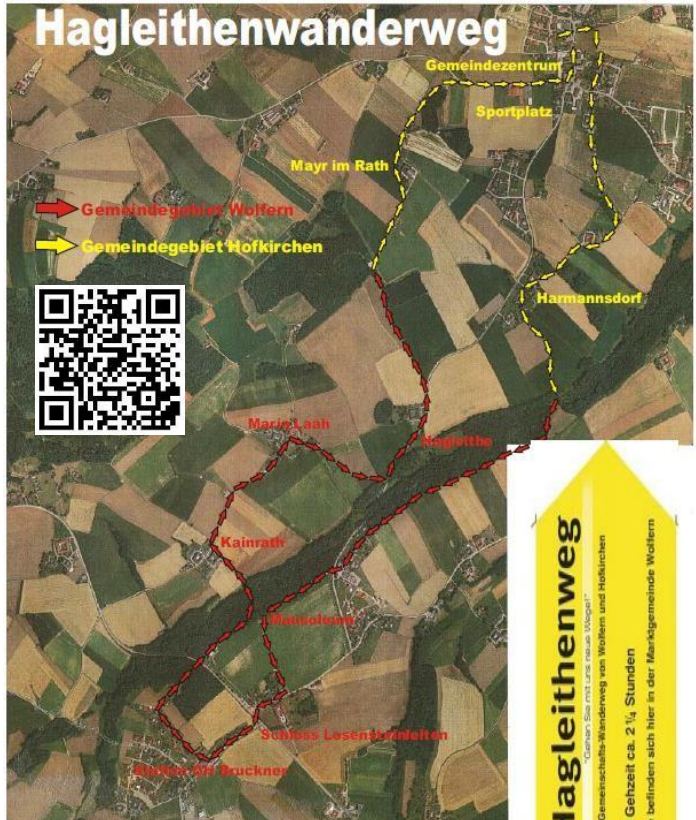 Hagleithenwanderweg
Gemeindezentrum
Sportplatz
Mayr im Rath
Gemeindegebiet Wolfern
Gemeindegebiet Hofkirchen
Harmannsdorf
Maria Laah
Hagleithe
Kainrath
Mausoleum
Schloss Losensteinleiten
GH Bruckner
Hagleithenweg
"Gehen Sie mit uns neue Wege!"
Gemeinschafts-Wanderweg von Wolfern und Hofkirchen
Gehzeit ca. 2 ¼ Stunden
befinden sich hier in der Marktgemeinde Wolfern